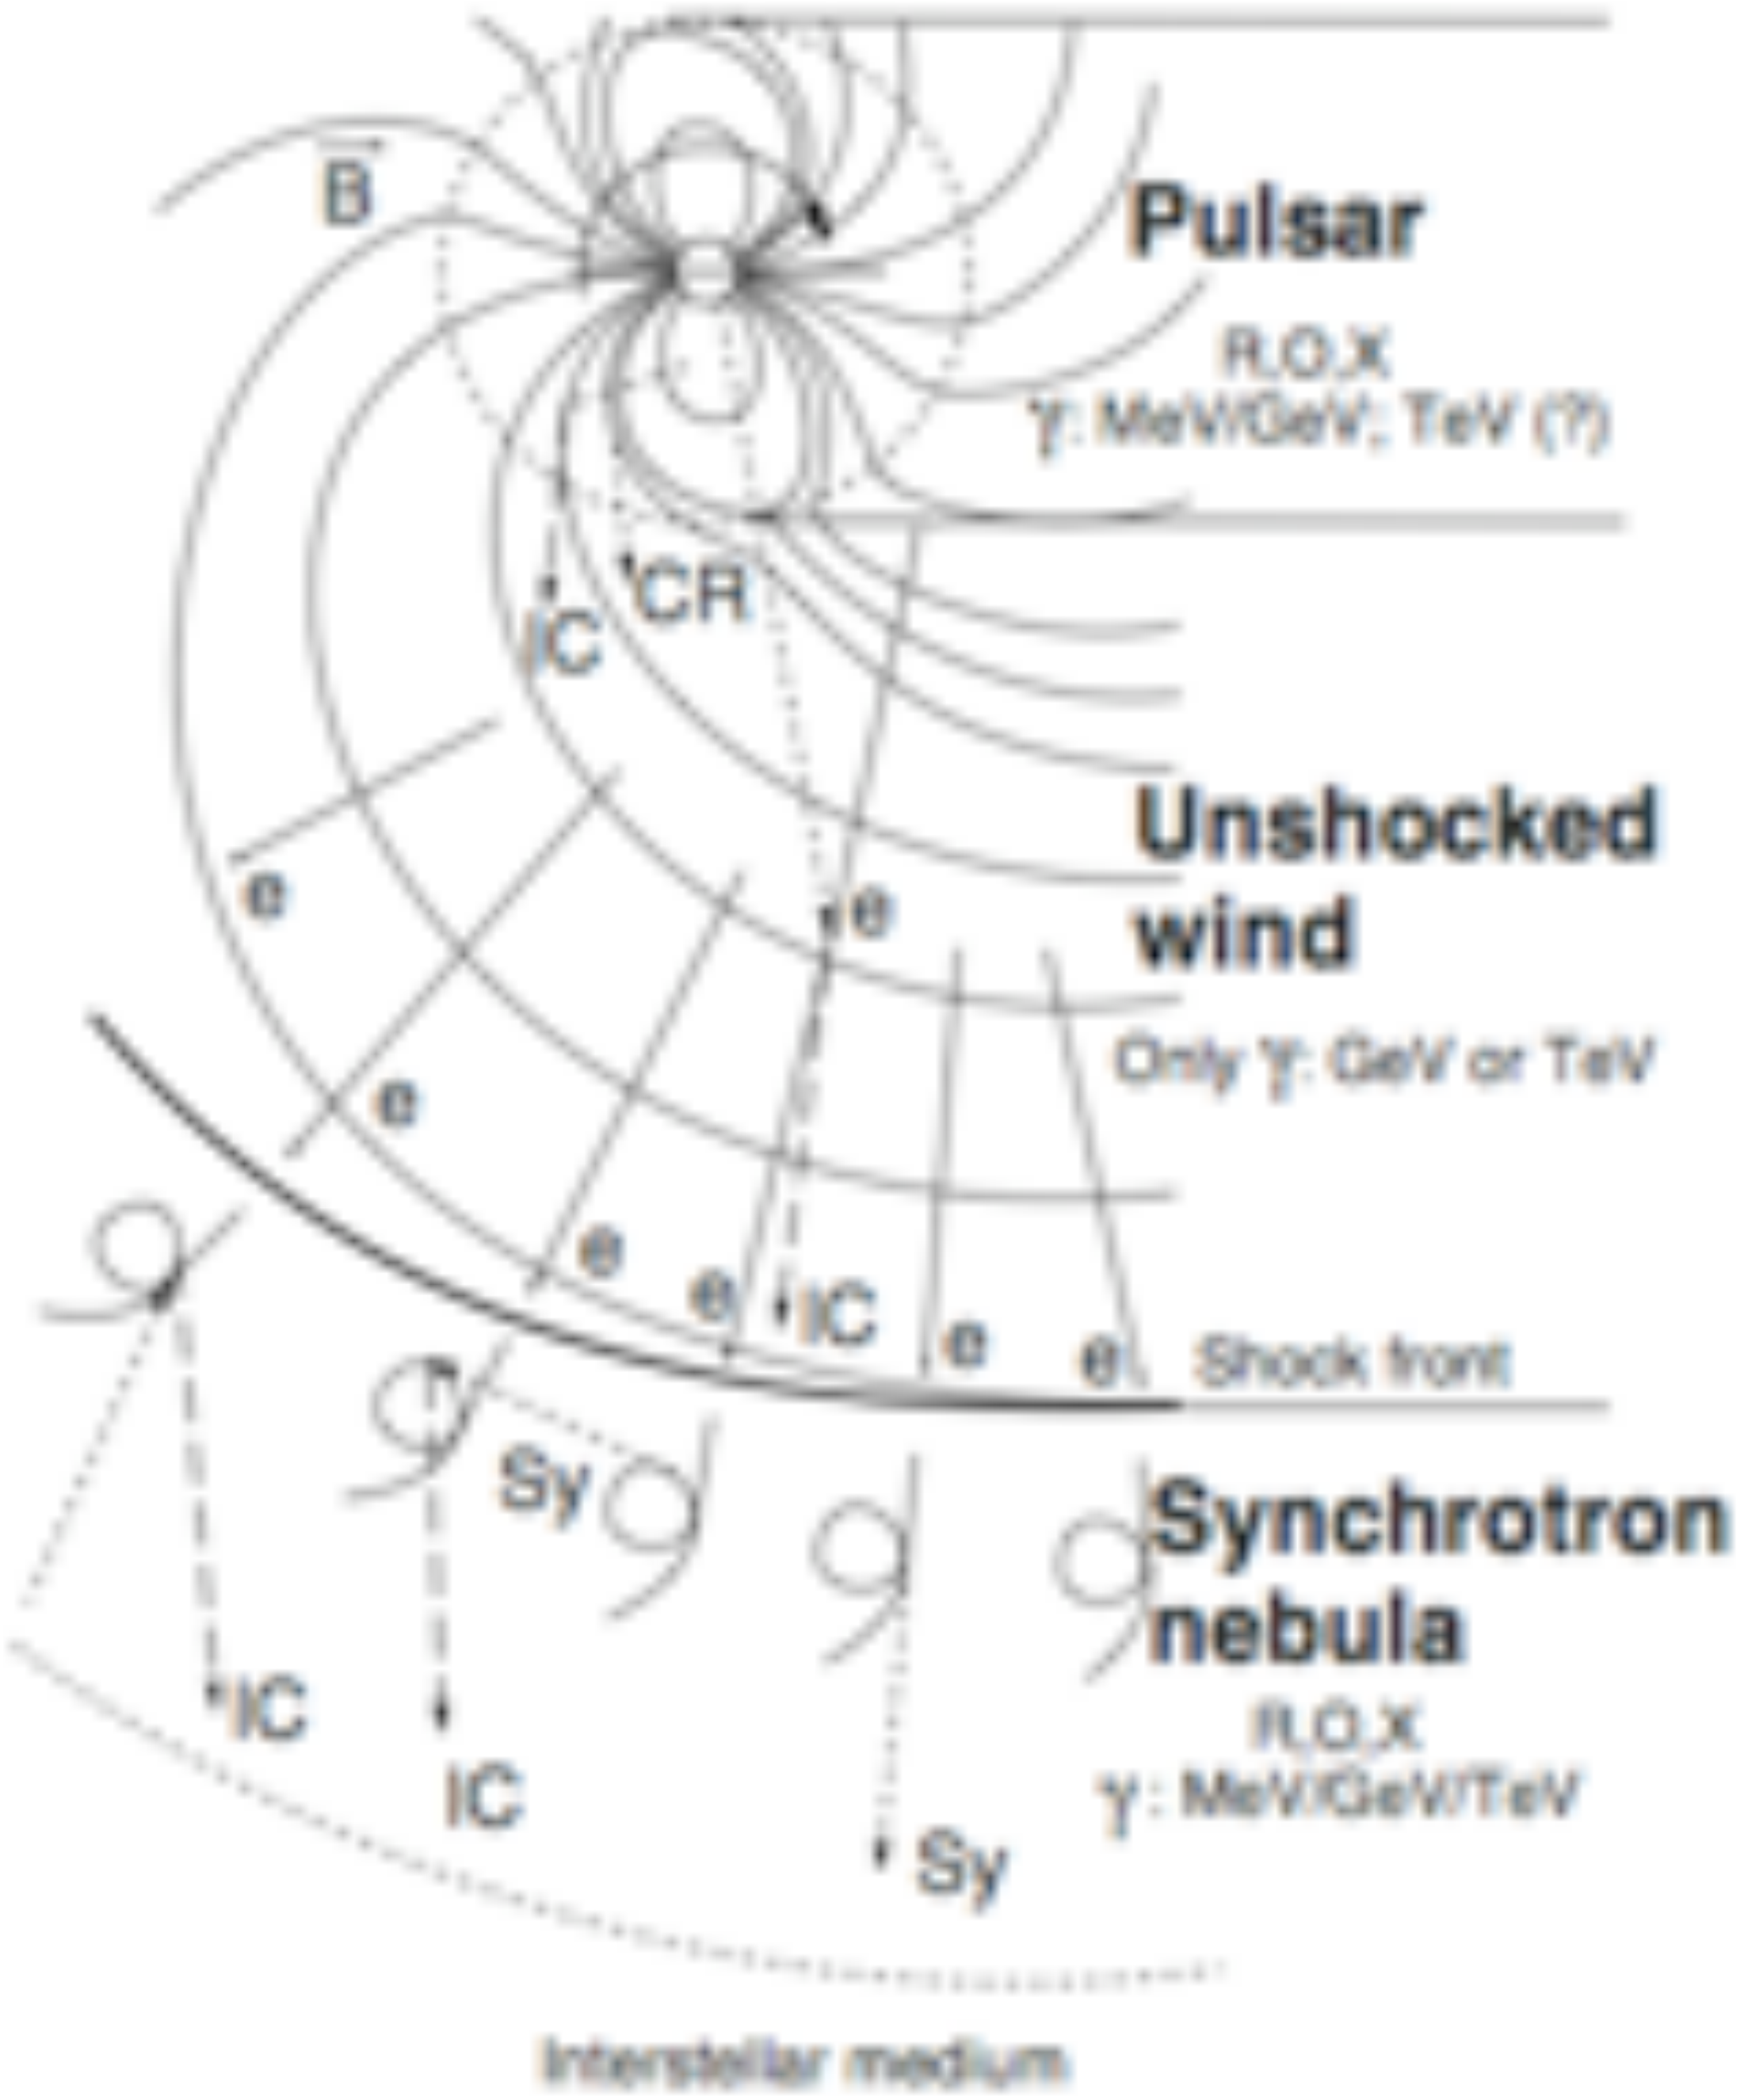 B
Pulsar
R,O,X
γ: MeV/GeV; TeV (?)
CR
IC
Unshocked
wind
e
e
Only γ: GeV or TeV
e
e
e
IC
e
e
Shock front
Sy
Synchrotron
nebula
IC
R,O,X
γ: MeV/GeV/TeV
IC
Sy
Interstellar medium